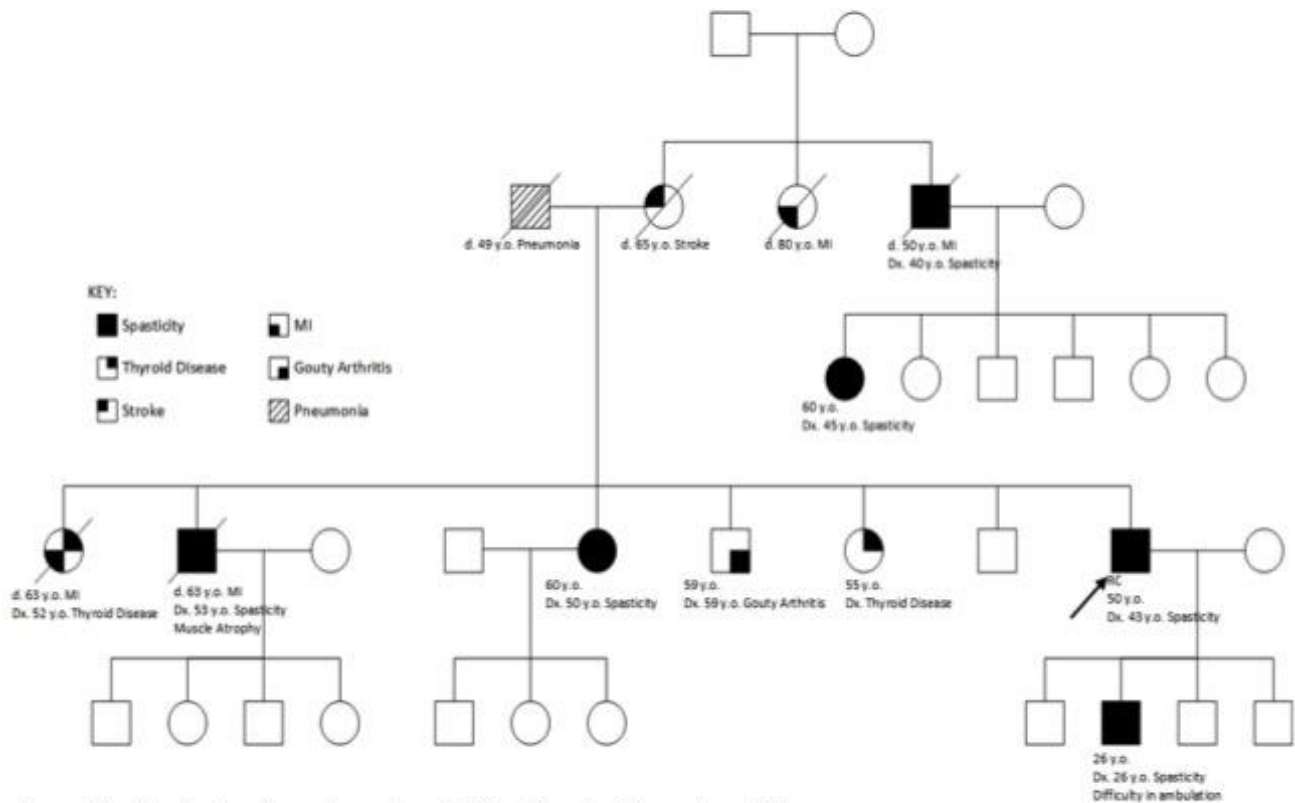 d. 49 y.o. Pneumonia
d. 65 y.o. Stroke
d. 80 y.o. MI
d. 50 y.o. MI
Dx. 40 y.o. Spasticity
KEY:
Spasticity
MI
Thyroid Disease
Gouty Arthritis
Stroke
Pneumonia
60 y.o.
Dx. 45 y.o. Spasticity
d. 63 y.o. MI
Dx. 52 y.o. Thyroid Disease
d. 63 y.o. MI
Dx. 53 y.o. Spasticity
Muscle Atrophy
60 y.o.
Dx. 50 y.o. Spasticity
59 y.o.
Dx. 59 y.o. Gouty Arthritis
55 y.o.
Dx. Thyroid Disease
RC
50 y.o.
Dx. 43 y.o. Spasticity
26 y.o.
Dx. 26 y.o. Spasticity
Difficulty in ambulation